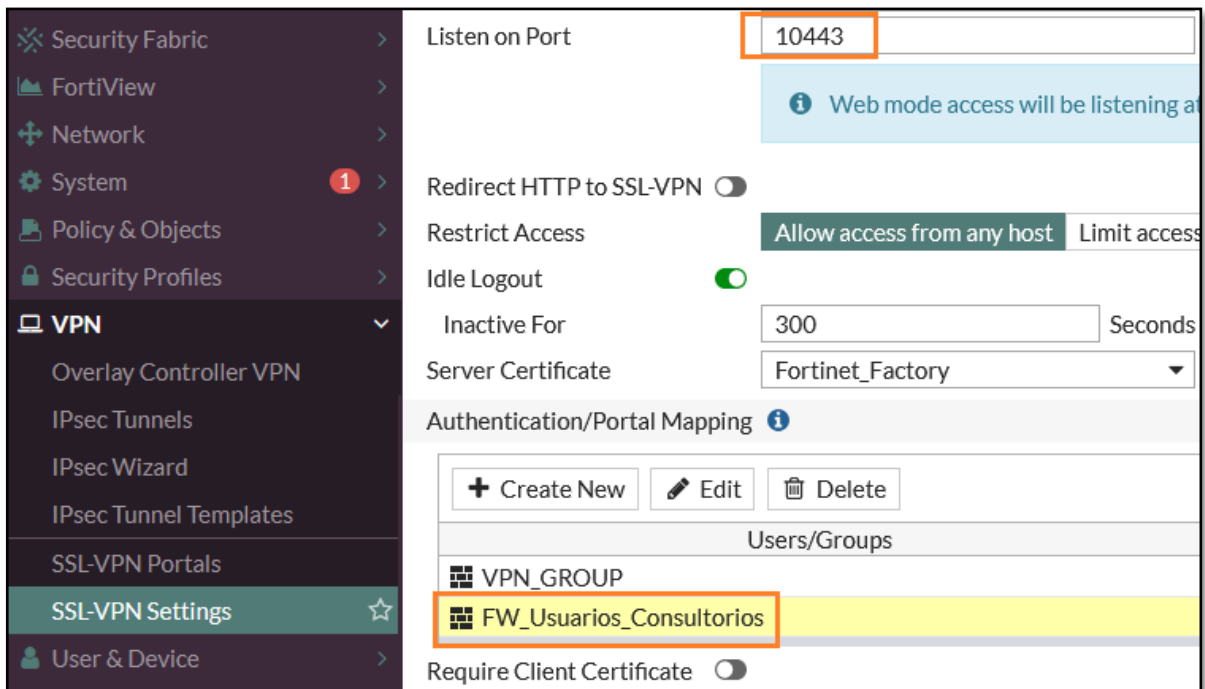 Security Fabric
FortiView
Network
System 1
Policy & Objects
Security Profiles
VPN
Overlay Controller VPN
IPsec Tunnels
IPsec Wizard
IPsec Tunnel Templates
SSL-VPN Portals
SSL-VPN Settings
User & Device
Listen on Port 10443
Web mode access will be listening at
Redirect HTTP to SSL-VPN
Restrict Access Allow access from any host Limit access
Idle Logout
Inactive For 300 Seconds
Server Certificate Fortinet_Factory
Authentication/Portal Mapping
Create New Edit Delete
Users/Groups
VPN_GROUP
FW_Usuarios_Consultorios
Require Client Certificate